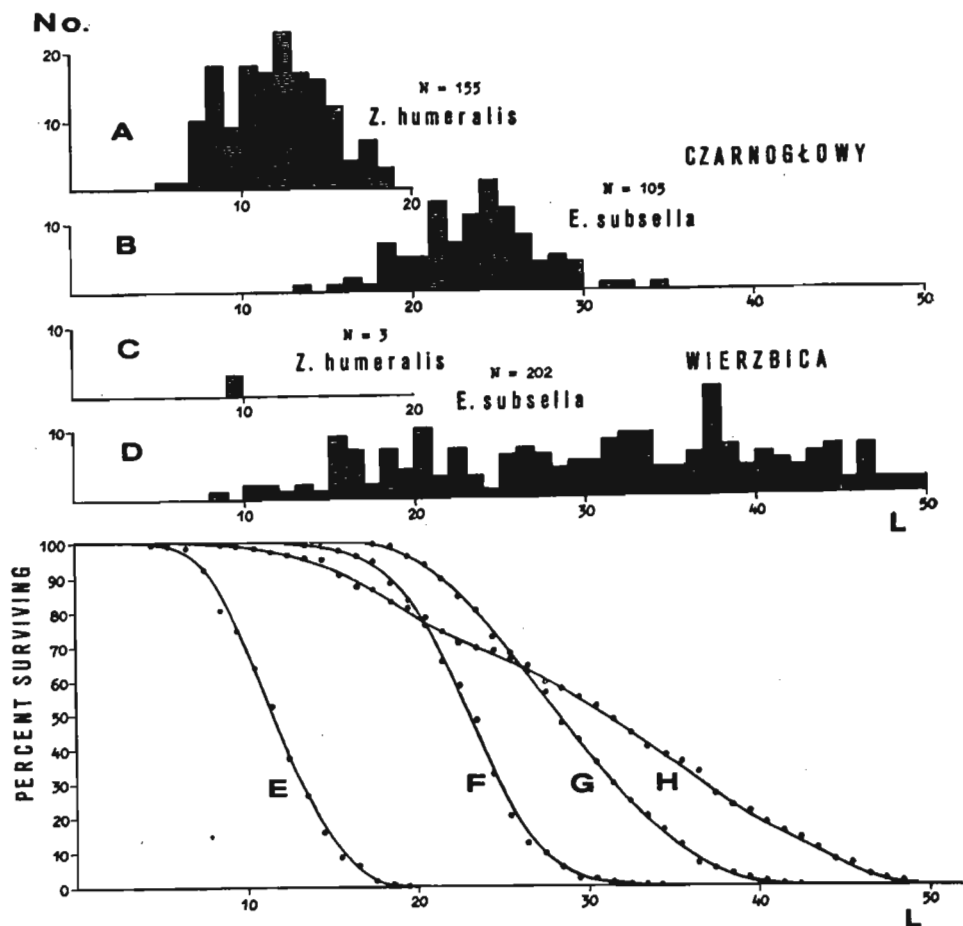 No.
20
10
A
N = 155
Z. humeralis
10
20
CZARNOGŁOWY
10
B
N = 105
E. subsella
10
20
30
40
50
10
C
N = 3
Z. humeralis
10
20
WIERZBICA
10
D
N = 202
E. subsella
10
20
30
40
50
L
PERCENT SURVIVING
100
90
80
70
60
50
40
30
20
10
0
E
F
G
H
10
20
30
40
50
L